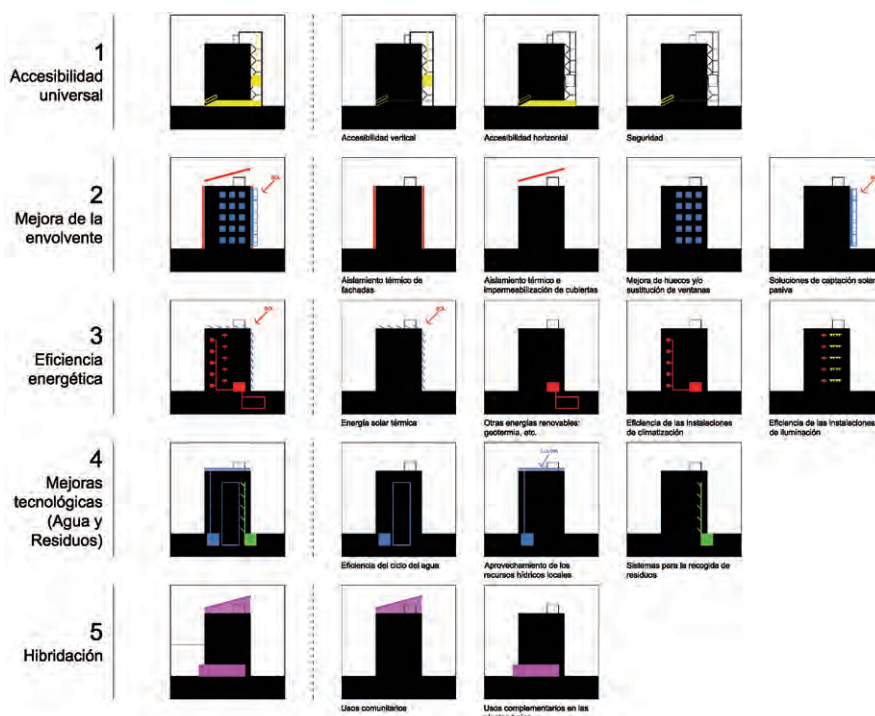 1
Accesibilidad
universal
Accesibilidad vertical
Accesibilidad horizontal
Seguridad
2
Mejora de la
envolvente
SOL
Aislamiento térmico de
fachadas
Aislamiento térmico e
impermeabilización de cubiertas
Mejora de huecos y/o
sustitución de ventanas
Soluciones de captación solar
pasiva
3
Eficiencia
energética
SOL
SOL
Energía solar térmica
Otras energías renovables:
geotermia, etc.
Eficiencia de las instalaciones
de climatización
Eficiencia de las instalaciones
de iluminación
4
Mejoras
tecnológicas
(Agua y
Residuos)
LLUVIA
Eficiencia del ciclo del agua
Aprovechamiento de los
recursos hídricos locales
Sistemas para la recogida de
residuos
5
Hibridación
Usos comunitarios
Usos complementarios en las